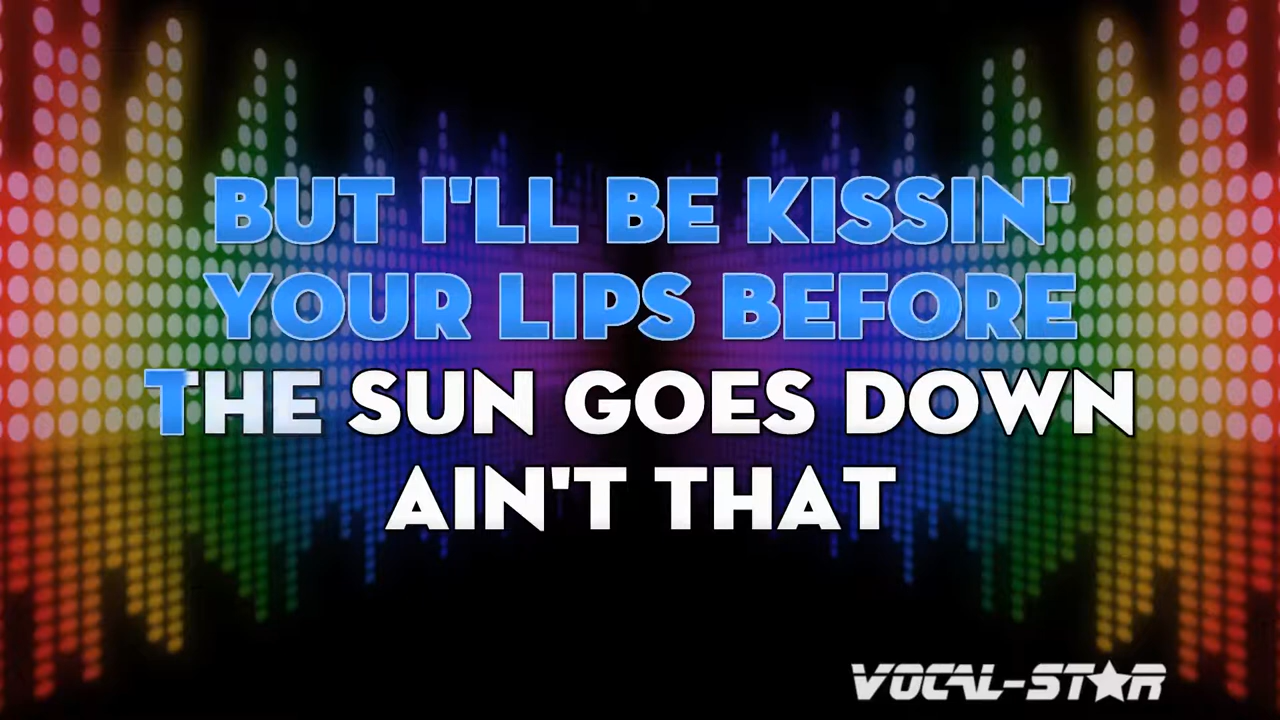 BUT I'LL BE KISSIN'
YOUR LIPS BEFORE
THE SUN GOES DOWN
AIN'T THAT
VOCAL-STAR